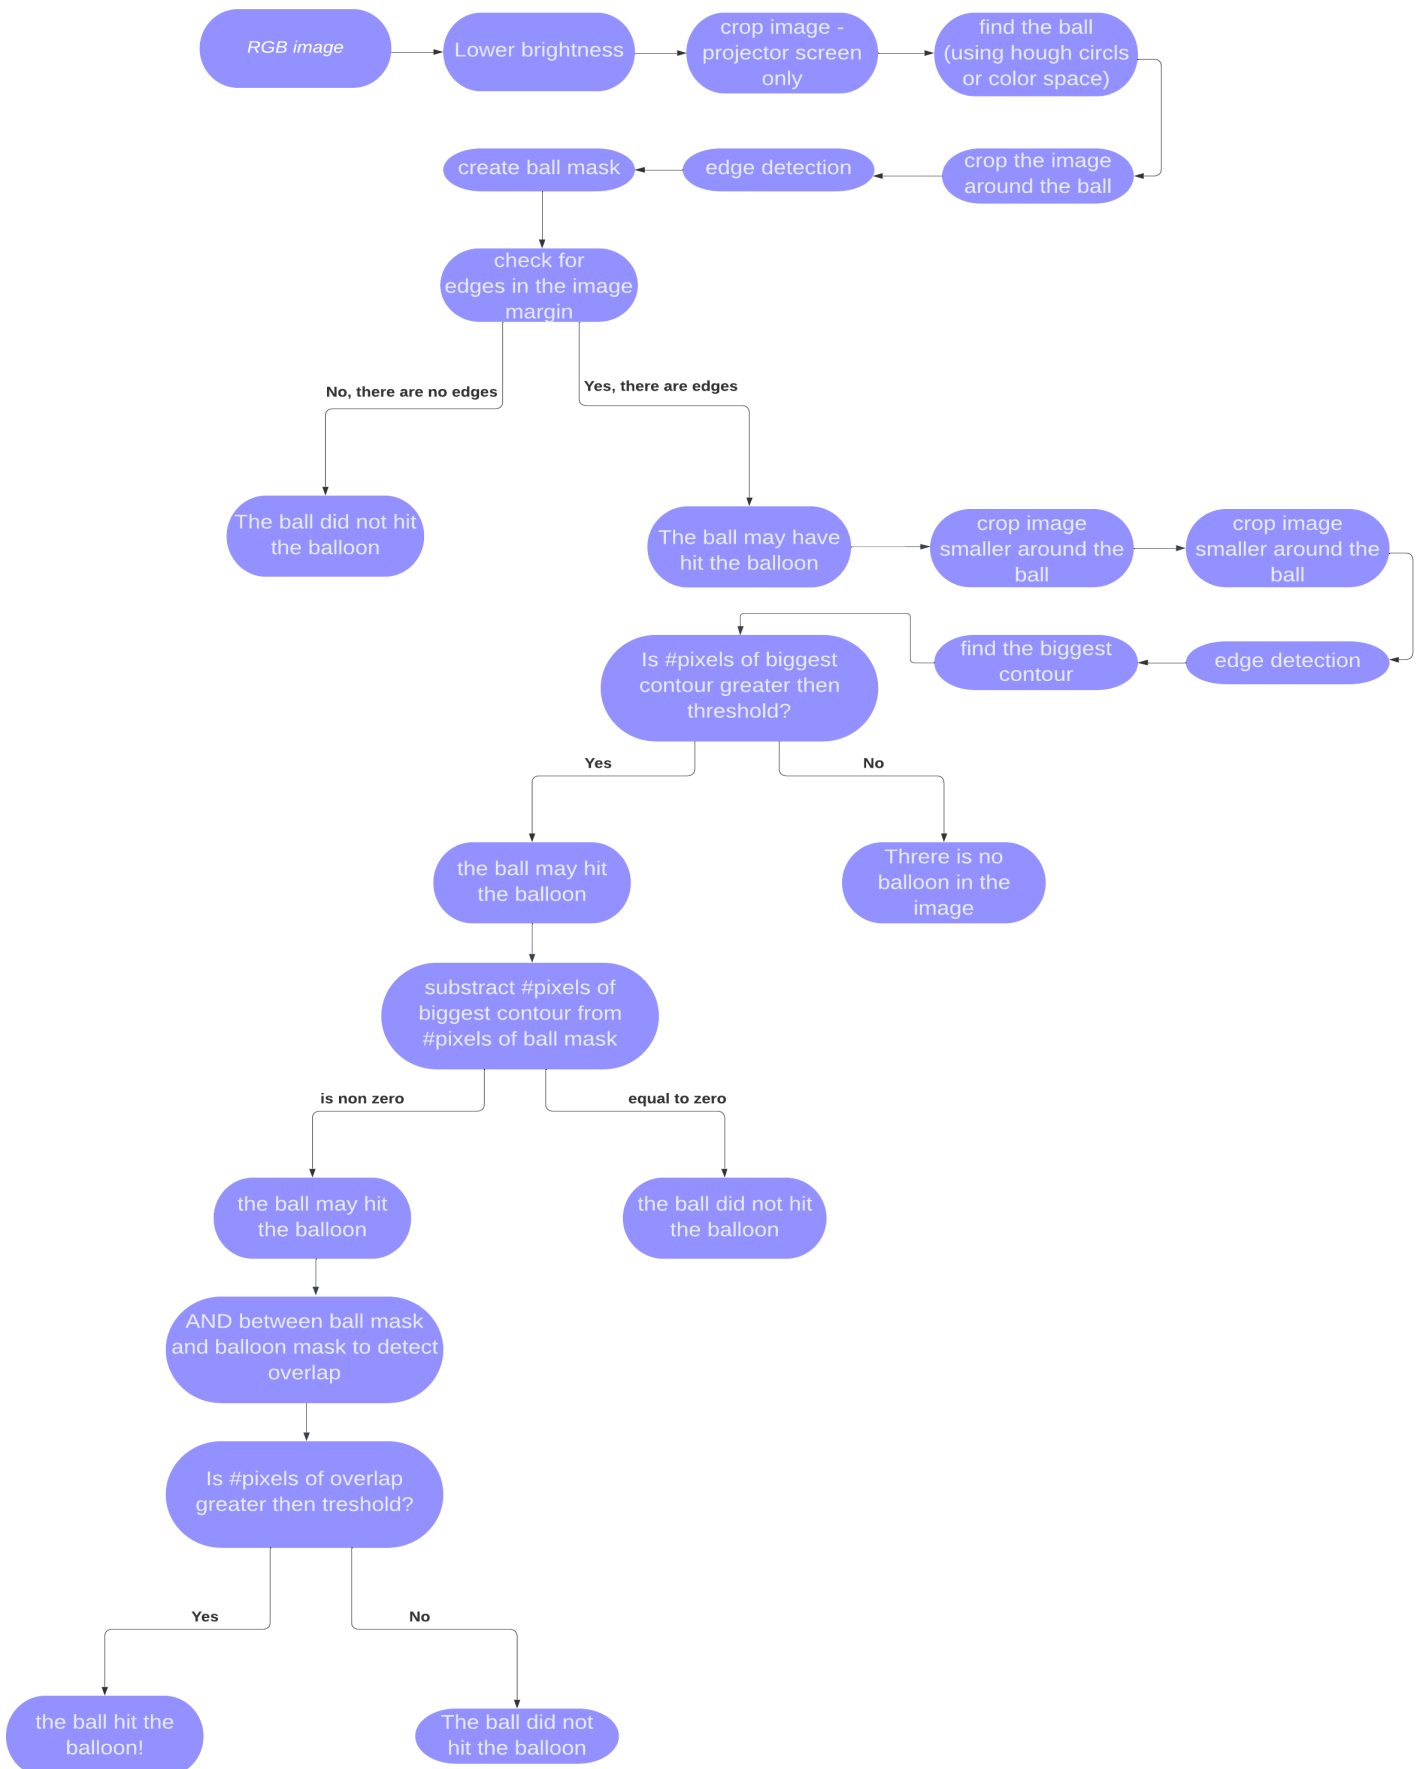 RGB image
Lower brightness
crop image -
projector screen
only
find the ball
(using hough circls
or color space)
crop the image
around the ball
edge detection
create ball mask
check for
edges in the image
margin
No, there are no edges
Yes, there are edges
The ball did not hit
the balloon
The ball may have
hit the balloon
crop image
smaller around the
ball
crop image
smaller around the
ball
edge detection
find the biggest
contour
Is #pixels of biggest
contour greater then
threshold?
Yes
No
the ball may hit
the balloon
Threre is no
balloon in the
image
substract #pixels of
biggest contour from
#pixels of ball mask
is non zero
equal to zero
the ball may hit
the balloon
the ball did not hit
the balloon
AND between ball mask
and balloon mask to detect
overlap
Is #pixels of overlap
greater then treshold?
Yes
No
the ball hit the
balloon!
The ball did not
hit the balloon